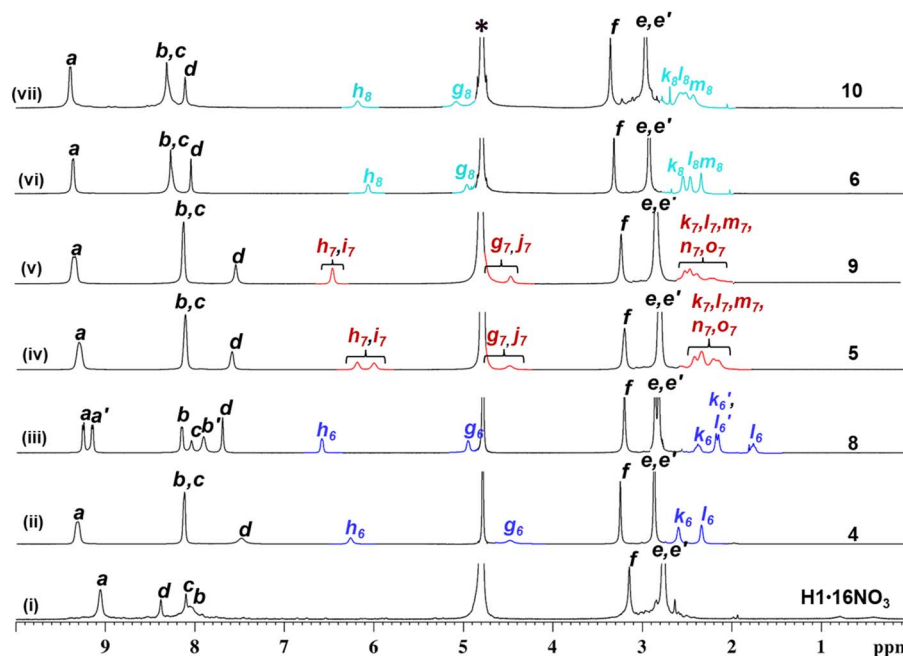 *
f e,e'
a b,c d h₈ g₈ k₈ l₈ m₈
(vii) 10
f e,e'
a b,c d h₈ g₈ k₈ l₈ m₈
(vi) 6
b,c e,e' k₇,l₇,m₇,
a d h₇,i₇ g₇,j₇ f n₇,o₇
(v) 9
b,c e,e' k₇,l₇,m₇,
a d h₇,i₇ g₇,j₇ f n₇,o₇
(iv) 5
a a' b c b' d h₆ g₆ f e,e' k₆ k₆', l₆' l₆
(iii) 8
a b,c d h₆ g₆ f e,e' k₆ l₆
(ii) 4
a d c b f e,e'
(i) H1·16NO₃
9 8 7 6 5 4 3 2 1 ppm